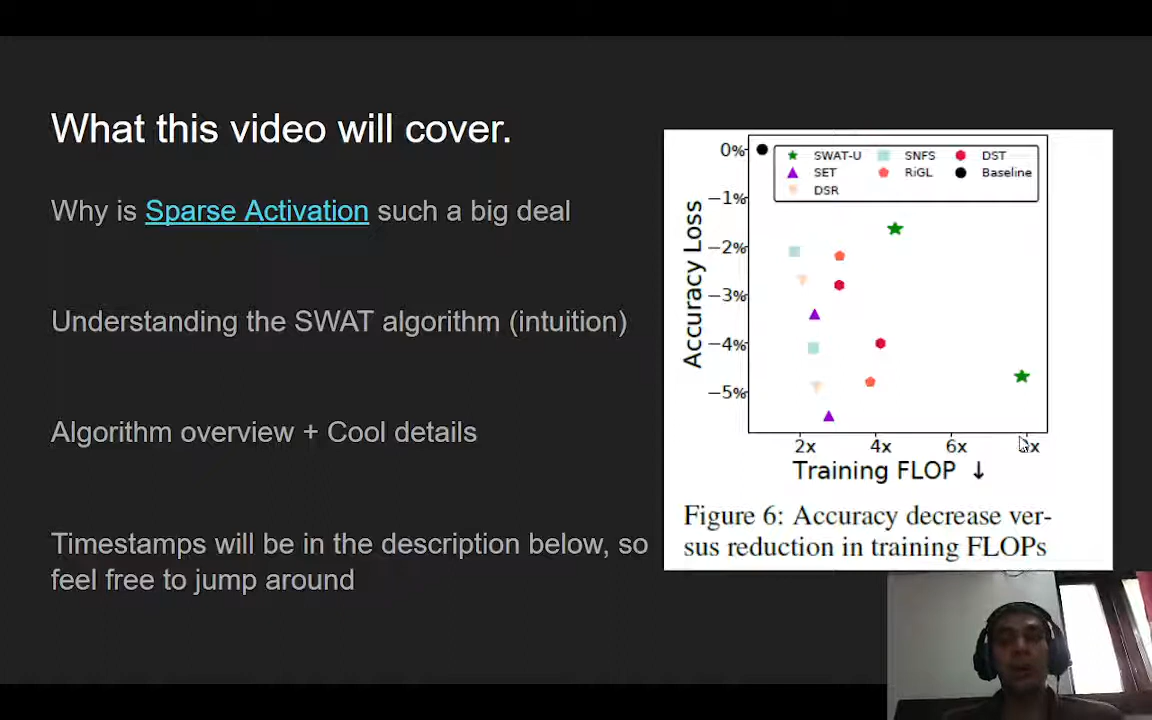 What this video will cover.
Why is Sparse Activation such a big deal
Understanding the SWAT algorithm (intuition)
Algorithm overview + Cool details
Timestamps will be in the description below, so
feel free to jump around
0%
−1%
−2%
−3%
−4%
−5%
Accuracy Loss
SWAT-U SNFS DST
SET RiGL Baseline
DSR
2x 4x 6x
Training FLOP ↓
Figure 6: Accuracy decrease ver-
sus reduction in training FLOPs